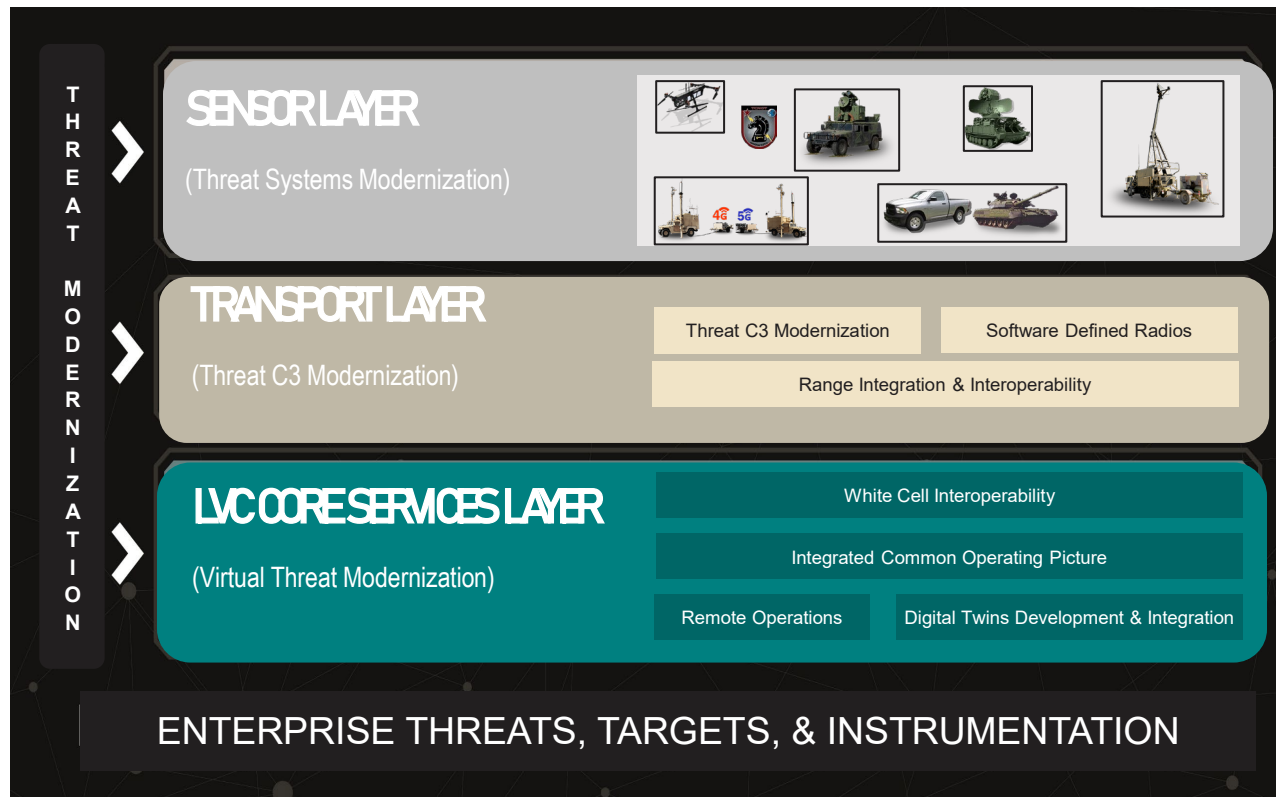 THREAT MODERNIZATION
SENSOR LAYER
(Threat Systems Modernization)
4G 5G
TRANSPORT LAYER
(Threat C3 Modernization)
Threat C3 Modernization
Software Defined Radios
Range Integration & Interoperability
LVC CORE SERVICES LAYER
(Virtual Threat Modernization)
White Cell Interoperability
Integrated Common Operating Picture
Remote Operations
Digital Twins Development & Integration
ENTERPRISE THREATS, TARGETS, & INSTRUMENTATION